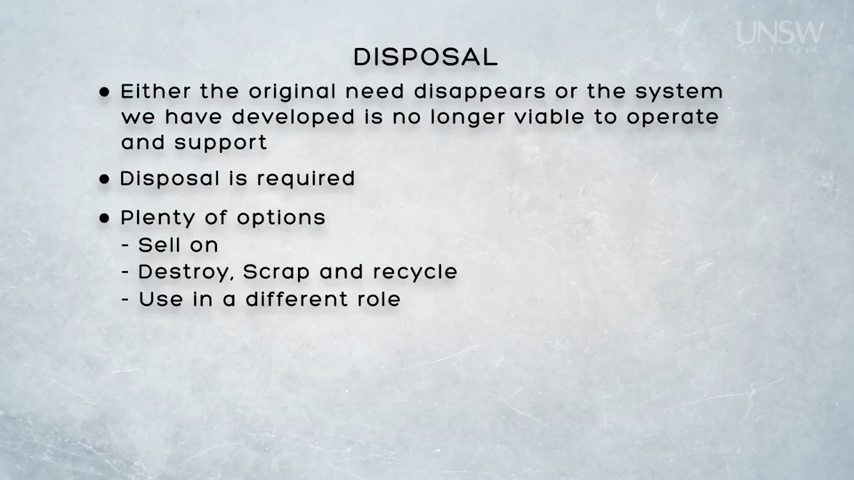 UNSW
AUSTRALIA
DISPOSAL
● Either the original need disappears or the system
we have developed is no longer viable to operate
and support
● Disposal is required
● Plenty of options
- Sell on
- Destroy, Scrap and recycle
- Use in a different role